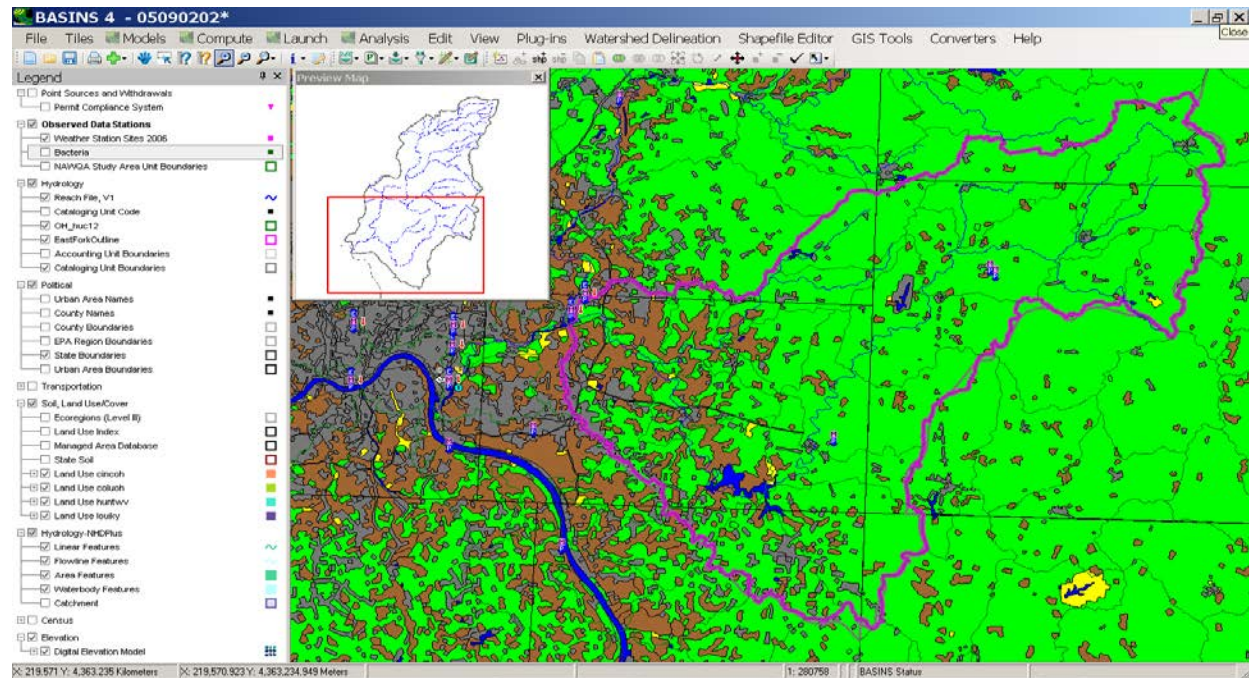 BASINS 4 - 05090202*
Close
File Tiles Models Compute Launch Analysis Edit View Plug-ins Watershed Delineation Shapefile Editor GIS Tools Converters Help
Legend
Preview Map
Point Sources and Withdrawals
Permit Compliance System
Observed Data Stations
Weather Station Sites 2006
Bacteria
NAWQA Study Area Unit Boundaries
Hydrology
Reach File, V1
Cataloging Unit Code
OH_huc12
EastForkOutline
Accounting Unit Boundaries
Cataloging Unit Boundaries
Political
Urban Area Names
County Names
County Boundaries
EPA Region Boundaries
State Boundaries
Urban Area Boundaries
Transportation
Soil, Land Use/Cover
Ecoregions (Level III)
Land Use Index
Managed Area Database
State Soil
Land Use cincoh
Land Use coluoh
Land Use huntwv
Land Use louiky
Hydrology-NHDPlus
Linear Features
Flowline Features
Area Features
Waterbody Features
Catchment
Census
Elevation
Digital Elevation Model
X: 219.571 Y: 4,363.235 Kilometers X: 219,570.923 Y: 4,363,234.949 Meters 1: 280758 BASINS Status